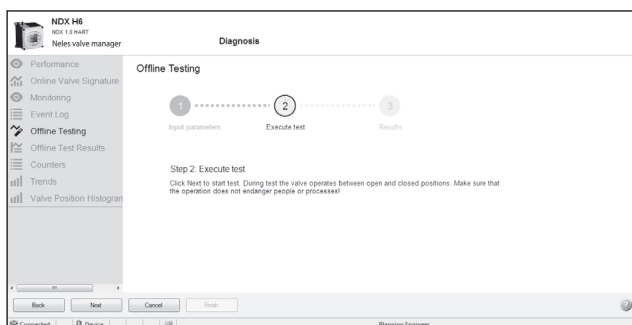 NDX H6
NDX 1.0 HART
Neles valve manager
Diagnosis
Performance
Online Valve Signature
Monitoring
Event Log
Offline Testing
Offline Test Results
Counters
Trends
Valve Position Histogran
Offline Testing
1
2
3
Input parameters
Execute test
Results
Step 2: Execute test
Click Next to start test. During test the valve operates between open and closed positions. Make sure that
the operation does not endanger people or processes!
Back
Next
Cancel
Finish
?
Connected
Device
Planning Engineer